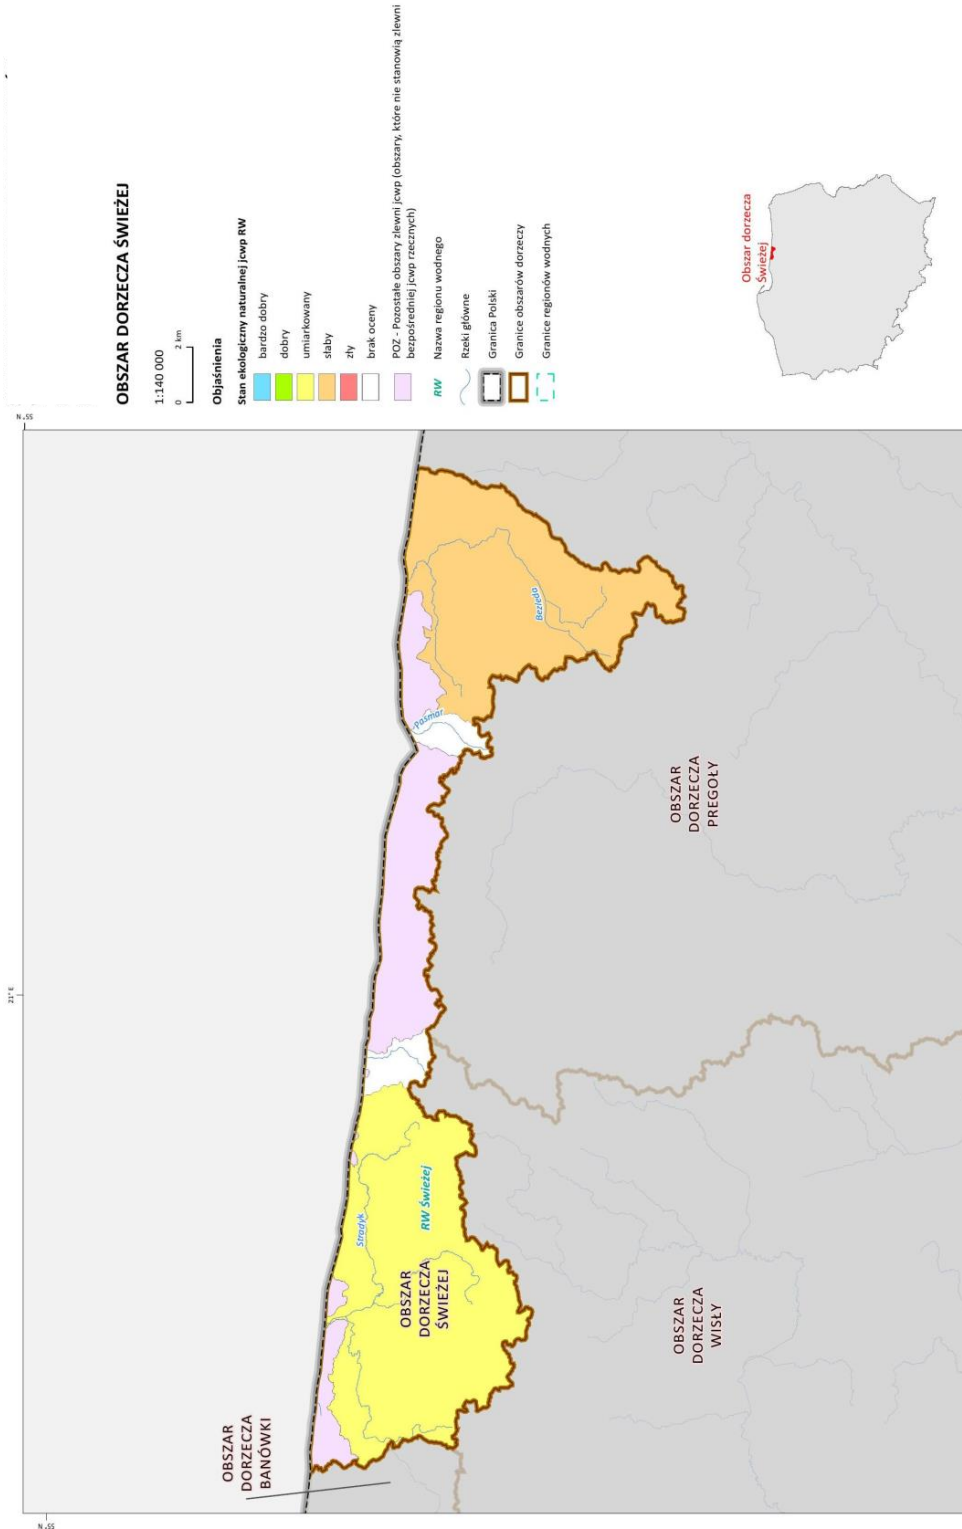 OBSZAR DORZECZA ŚWIEŻEJ
1:140 000
0 2 km
Objaśnienia
Stan ekologiczny naturalnej jcwp RW
bardzo dobry
dobry
umiarkowany
słaby
zły
brak oceny
POZ - Pozostałe obszary zlewni jcwp (obszary, które nie stanowią zlewni
bezpośredniej jcwp rzecznych)
RW Nazwa regionu wodnego
Rzeki główne
Granica Polski
Granice obszarów dorzeczy
Granice regionów wodnych
Obszar dorzecza
Świeżej
N .55
21° E
N .55
Bezleda
Paśmar
Stradyk
RW Świeżej
OBSZAR
DORZECZA
ŚWIEŻEJ
OBSZAR
DORZECZA
BANÓWKI
OBSZAR
DORZECZA
PREGOŁY
OBSZAR
DORZECZA
WISŁY